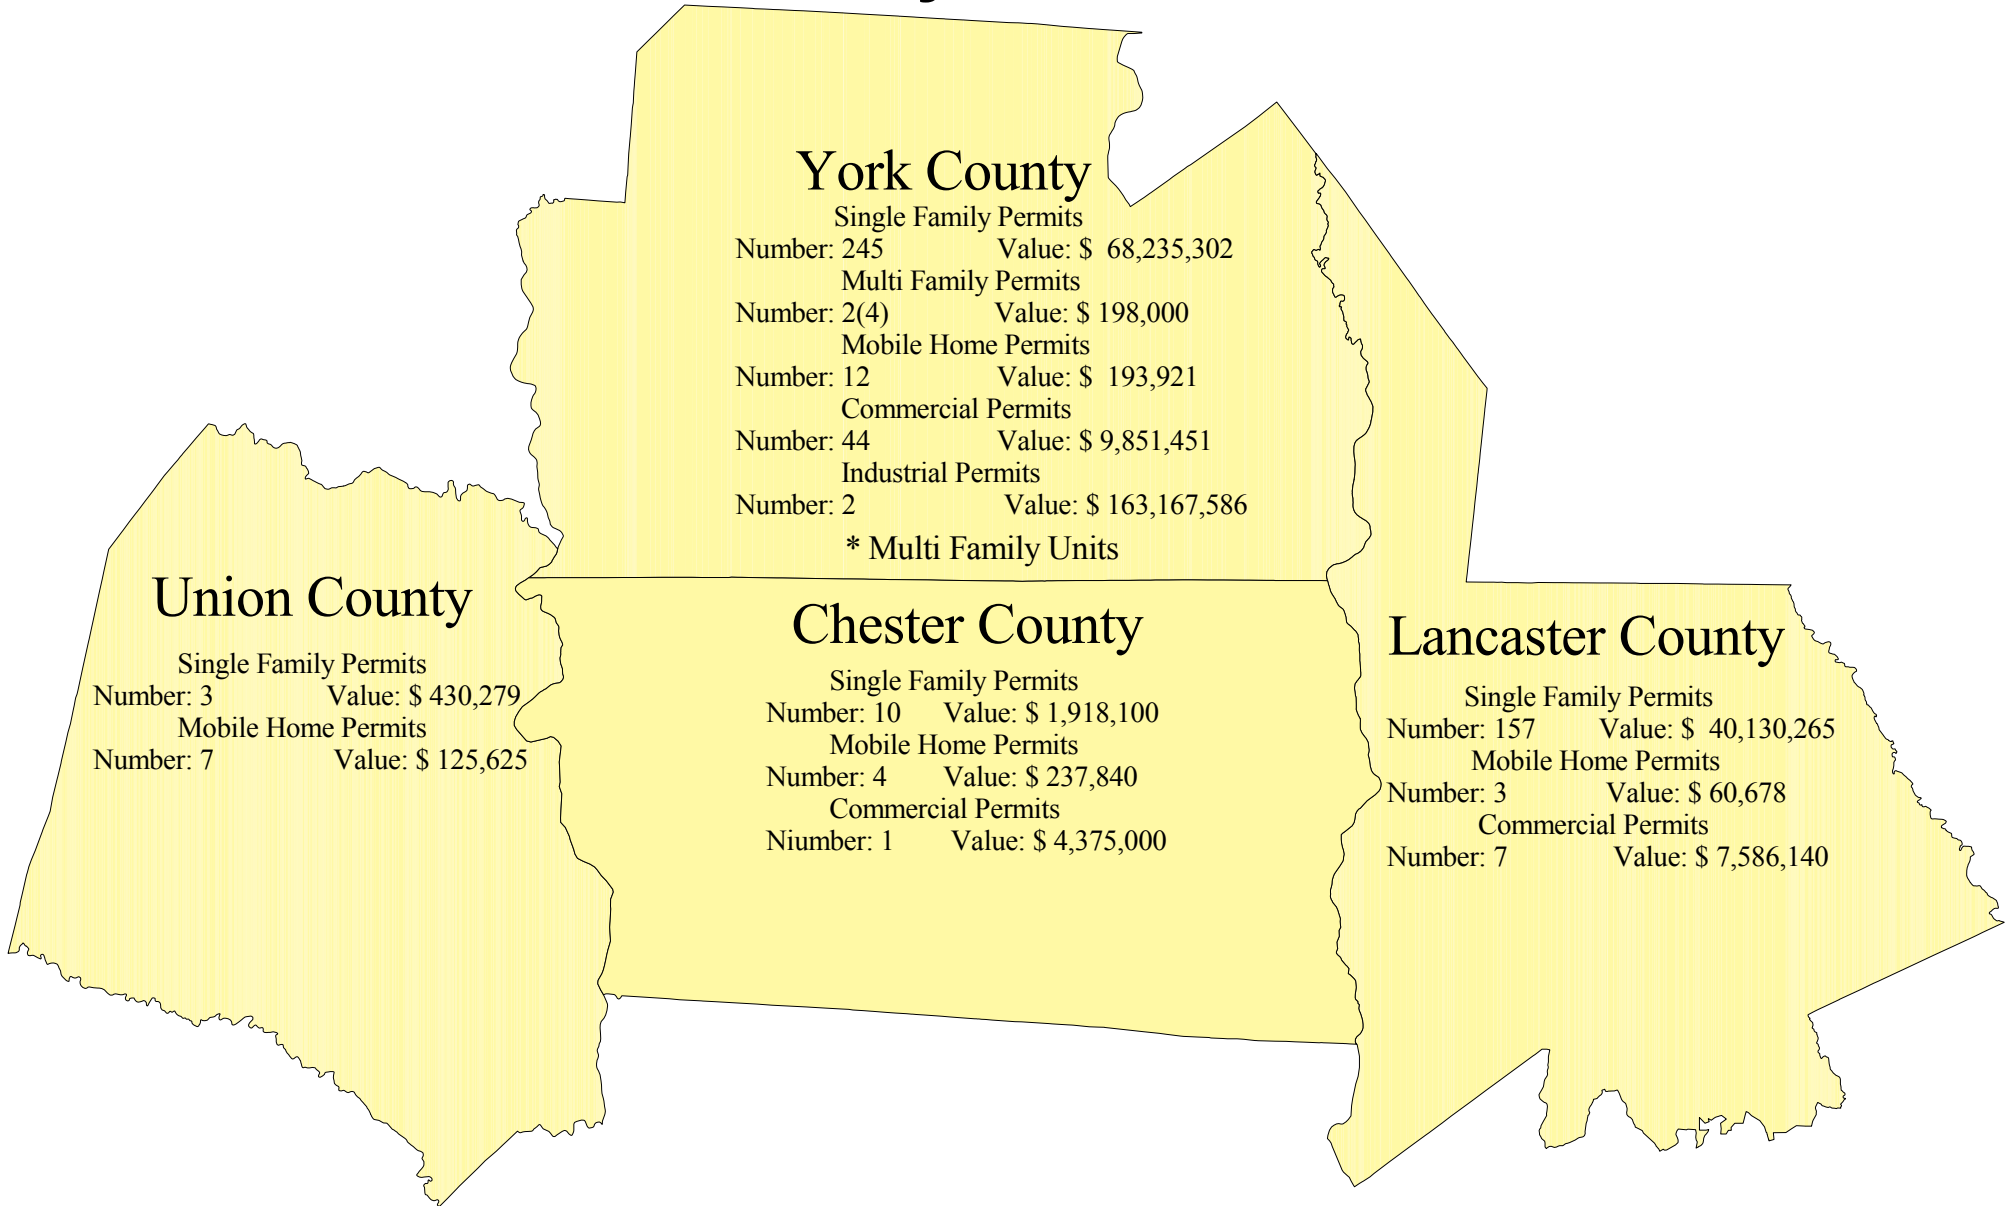 York County
Single Family Permits
Number: 245 Value: $ 68,235,302
Multi Family Permits
Number: 2(4) Value: $ 198,000
Mobile Home Permits
Number: 12 Value: $ 193,921
Commercial Permits
Number: 44 Value: $ 9,851,451
Industrial Permits
Number: 2 Value: $ 163,167,586
* Multi Family Units
Union County
Single Family Permits
Number: 3 Value: $ 430,279
Mobile Home Permits
Number: 7 Value: $ 125,625
Chester County
Single Family Permits
Number: 10 Value: $ 1,918,100
Mobile Home Permits
Number: 4 Value: $ 237,840
Commercial Permits
Niumber: 1 Value: $ 4,375,000
Lancaster County
Single Family Permits
Number: 157 Value: $ 40,130,265
Mobile Home Permits
Number: 3 Value: $ 60,678
Commercial Permits
Number: 7 Value: $ 7,586,140